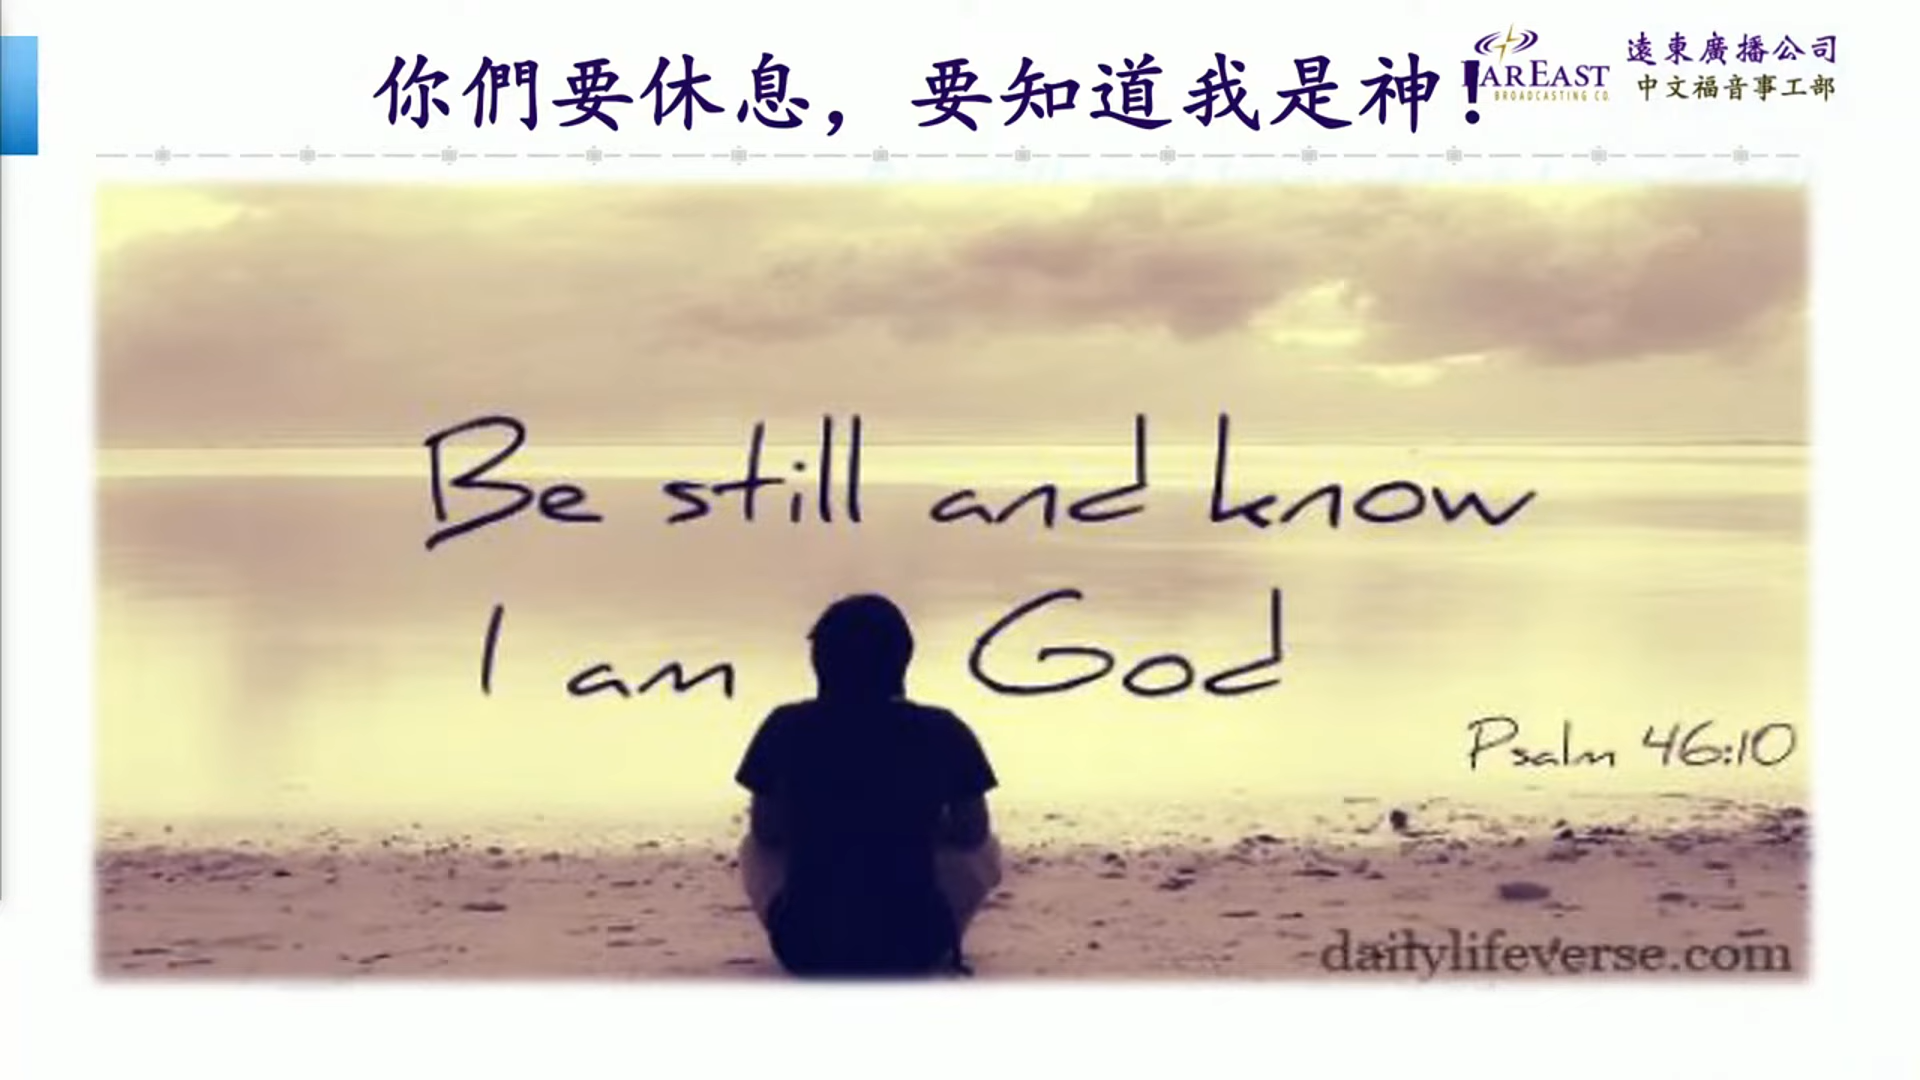 你們要休息，要知道我是神！
FAREAST
BROADCASTING CO.
遠東廣播公司
中文福音事工部
Be still and know
I am God
Psalm 46:10
dailylifeverse.com